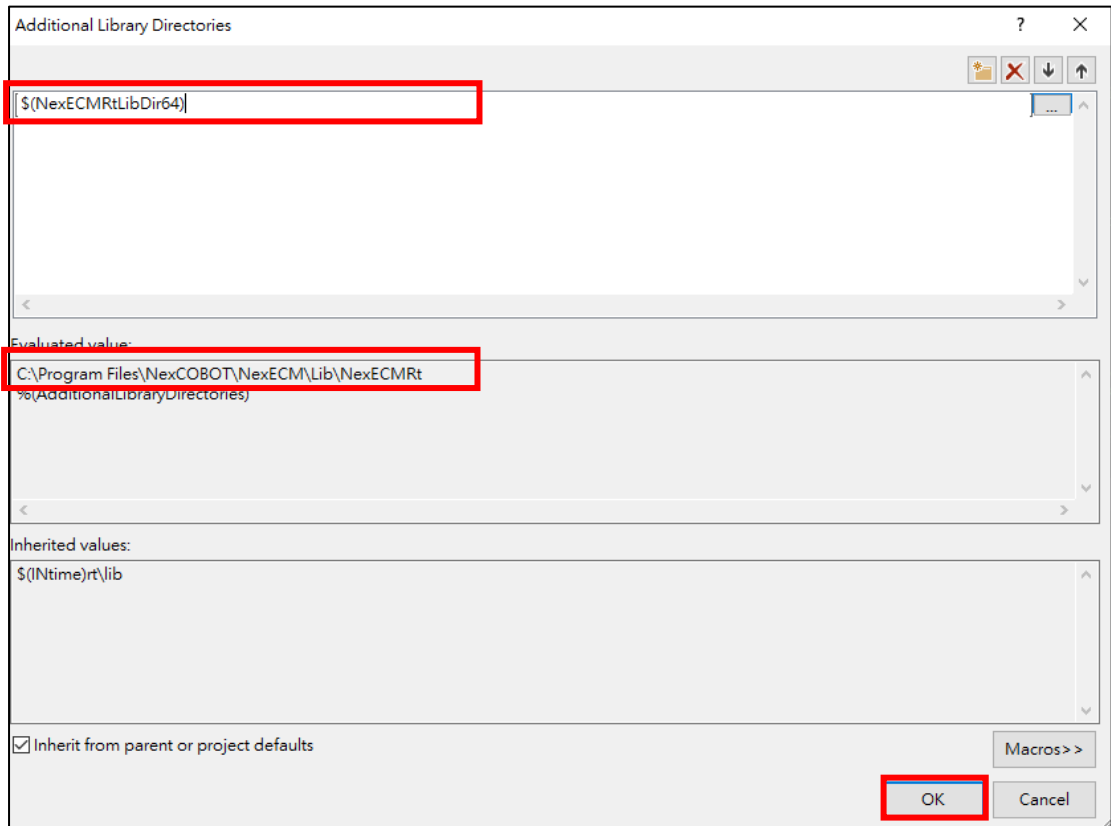 Additional Library Directories
$(NexECMRtLibDir64)
...
Evaluated value:
C:\Program Files\NexCOBOT\NexECM\Lib\NexECMRt
%(AdditionalLibraryDirectories)
Inherited values:
$(INtime)rt\lib
Inherit from parent or project defaults
Macros>>
OK
Cancel